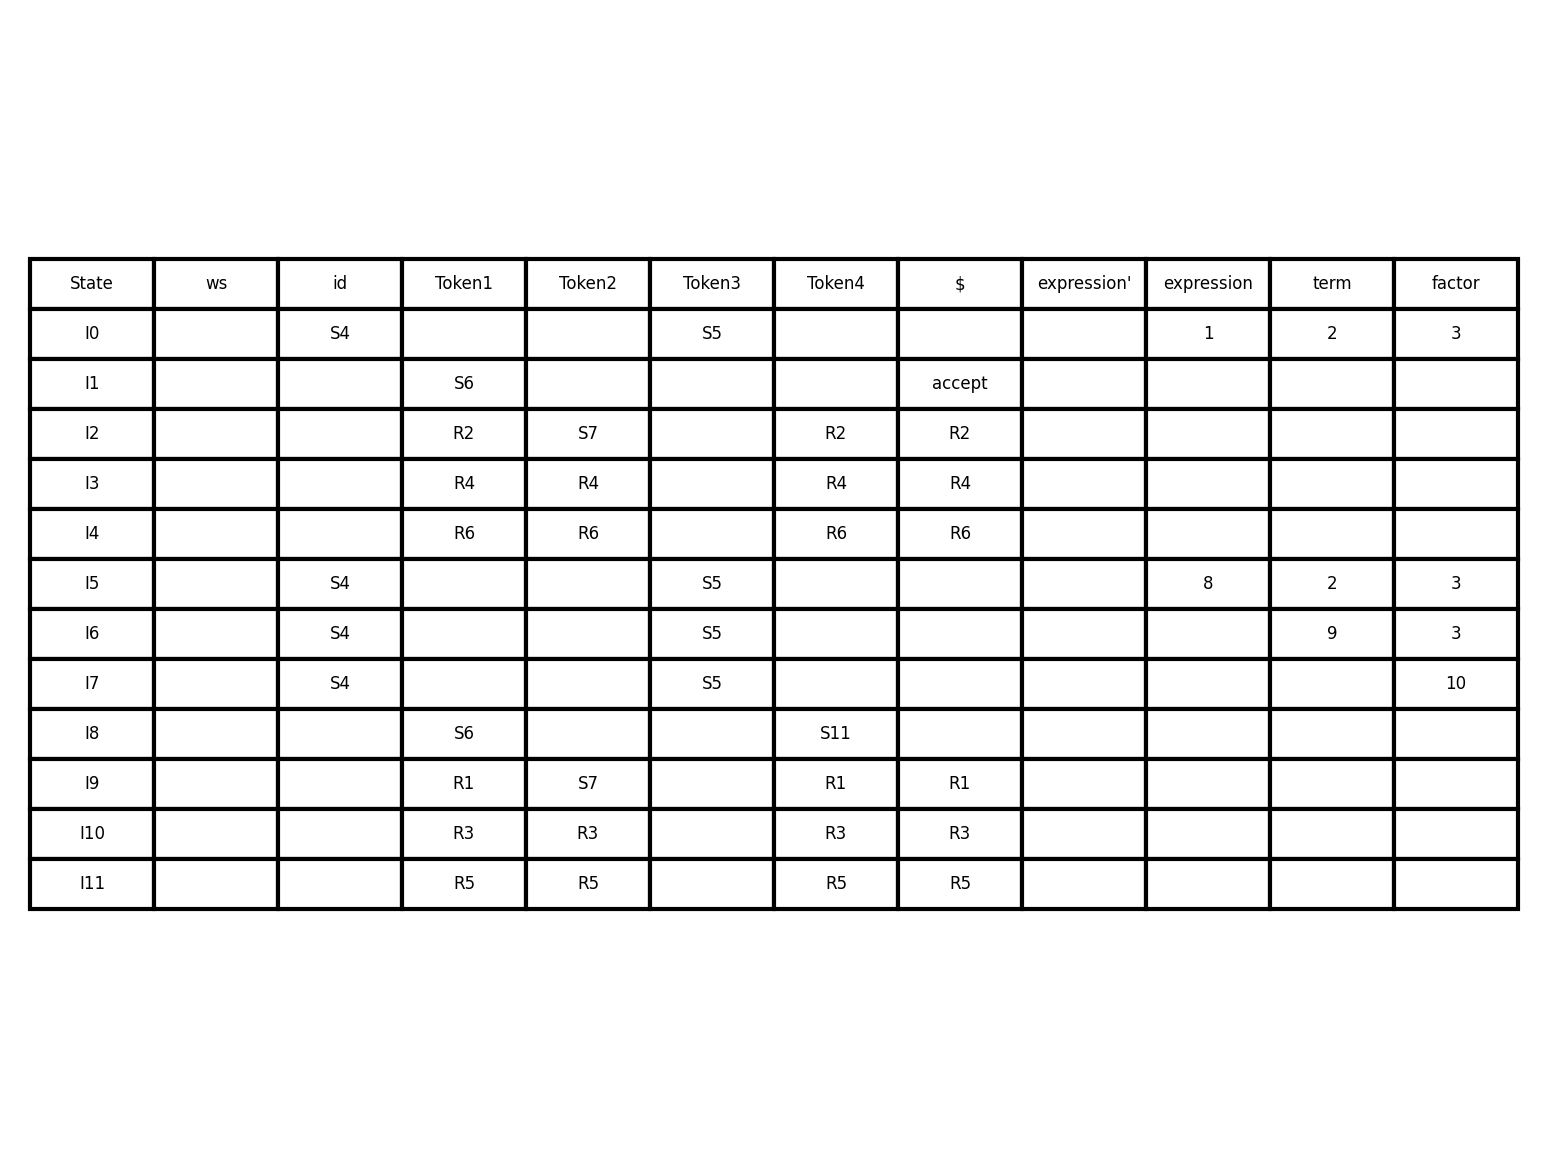 State ws id Token1 Token2 Token3 Token4 $ expression' expression term factor
I0 S4 S5 1 2 3
I1 S6 accept
I2 R2 S7 R2 R2
I3 R4 R4 R4 R4
I4 R6 R6 R6 R6
I5 S4 S5 8 2 3
I6 S4 S5 9 3
I7 S4 S5 10
I8 S6 S11
I9 R1 S7 R1 R1
I10 R3 R3 R3 R3
I11 R5 R5 R5 R5